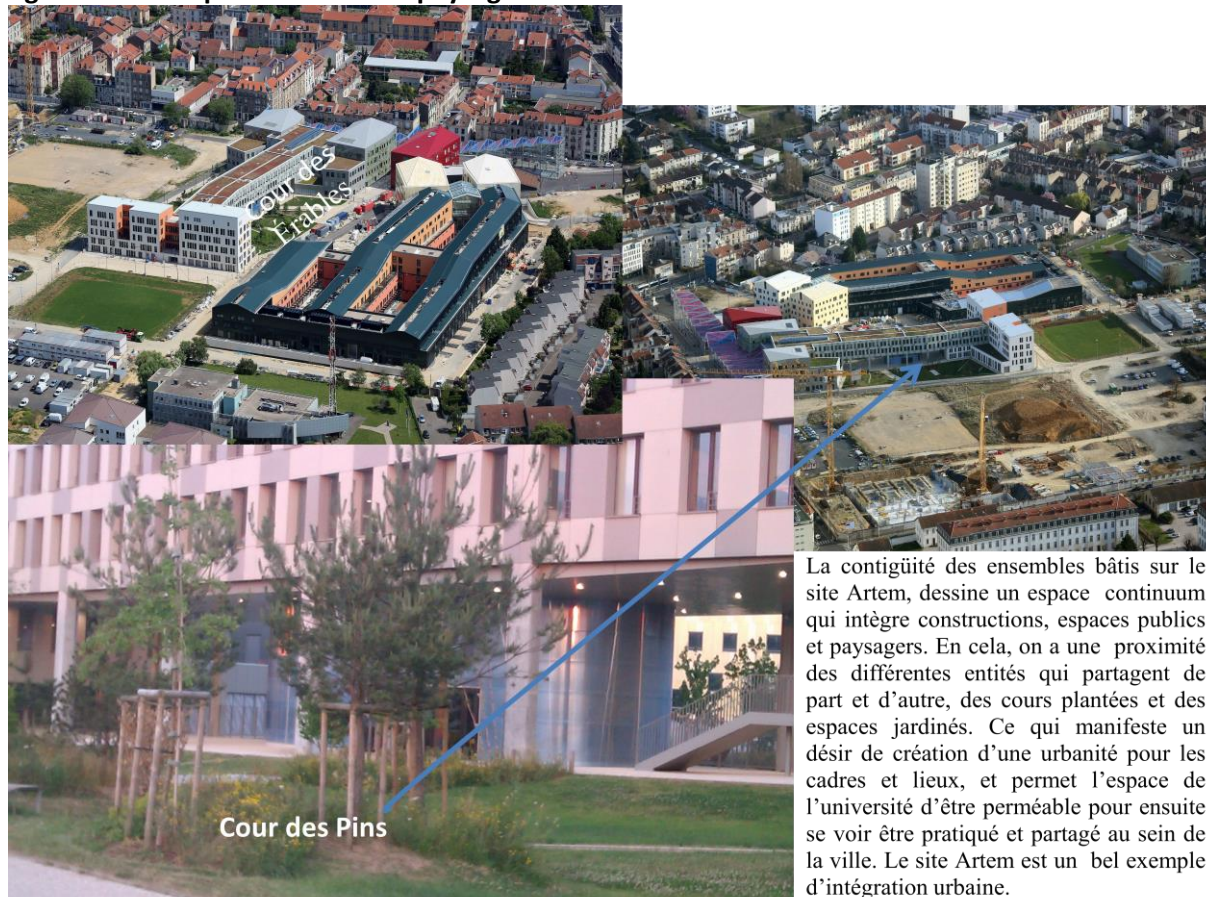 Cour des
Erables
Cour des Pins
La contigüité des ensembles bâtis sur le
site Artem, dessine un espace continuum
qui intègre constructions, espaces publics
et paysagers. En cela, on a une proximité
des différentes entités qui partagent de
part et d’autre, des cours plantées et des
espaces jardinés. Ce qui manifeste un
désir de création d’une urbanité pour les
cadres et lieux, et permet l’espace de
l’université d’être perméable pour ensuite
se voir être pratiqué et partagé au sein de
la ville. Le site Artem est un bel exemple
d’intégration urbaine.